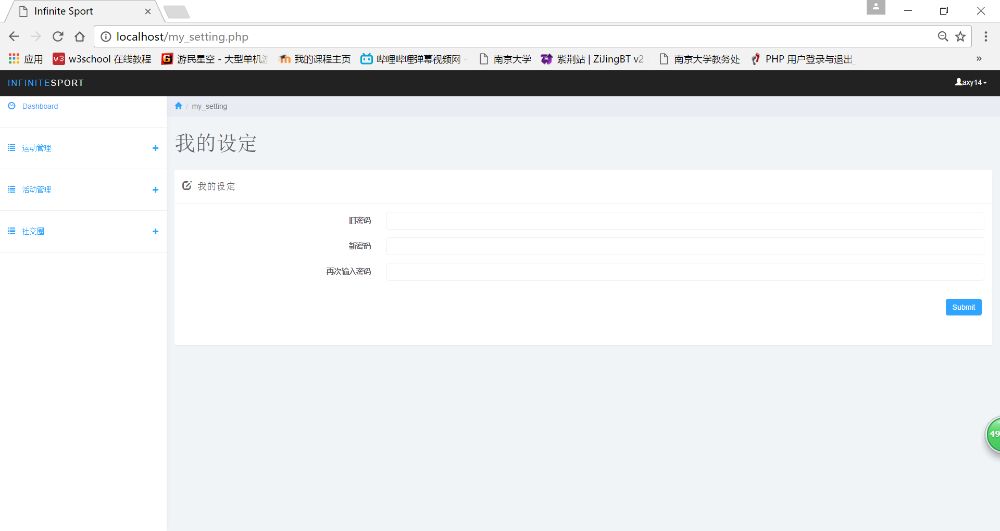 Infinite Sport
localhost/my_setting.php
应用 w3school 在线教程 游民星空 - 大型单机游 我的课程主页 哔哩哔哩弹幕视频网 - 南京大学 紫荆站 | ZiJingBT v2 南京大学教务处 PHP 用户登录与退出 »
INFINITESPORT axy14
Dashboard
/ my_setting
运动管理
活动管理
社交圈
我的设定
我的设定
旧密码
新密码
再次输入密码
Submit
49